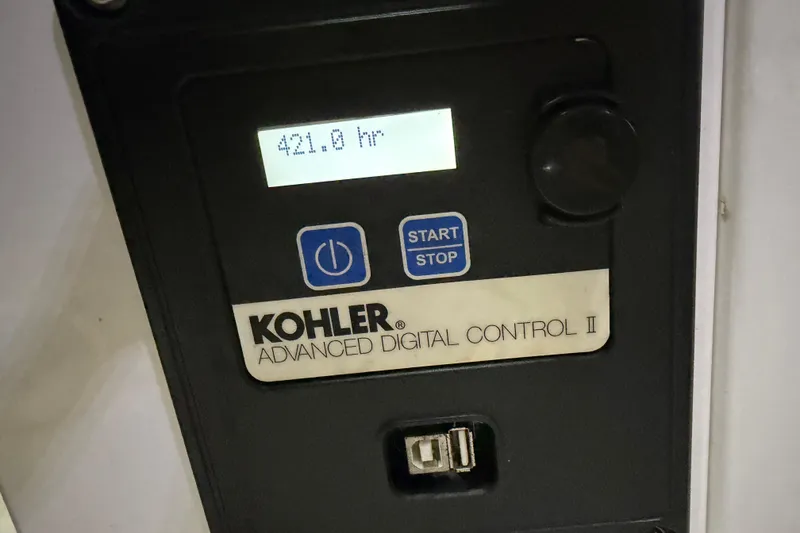 421.0 hr
START
STOP
KOHLER®
ADVANCED DIGITAL CONTROL II